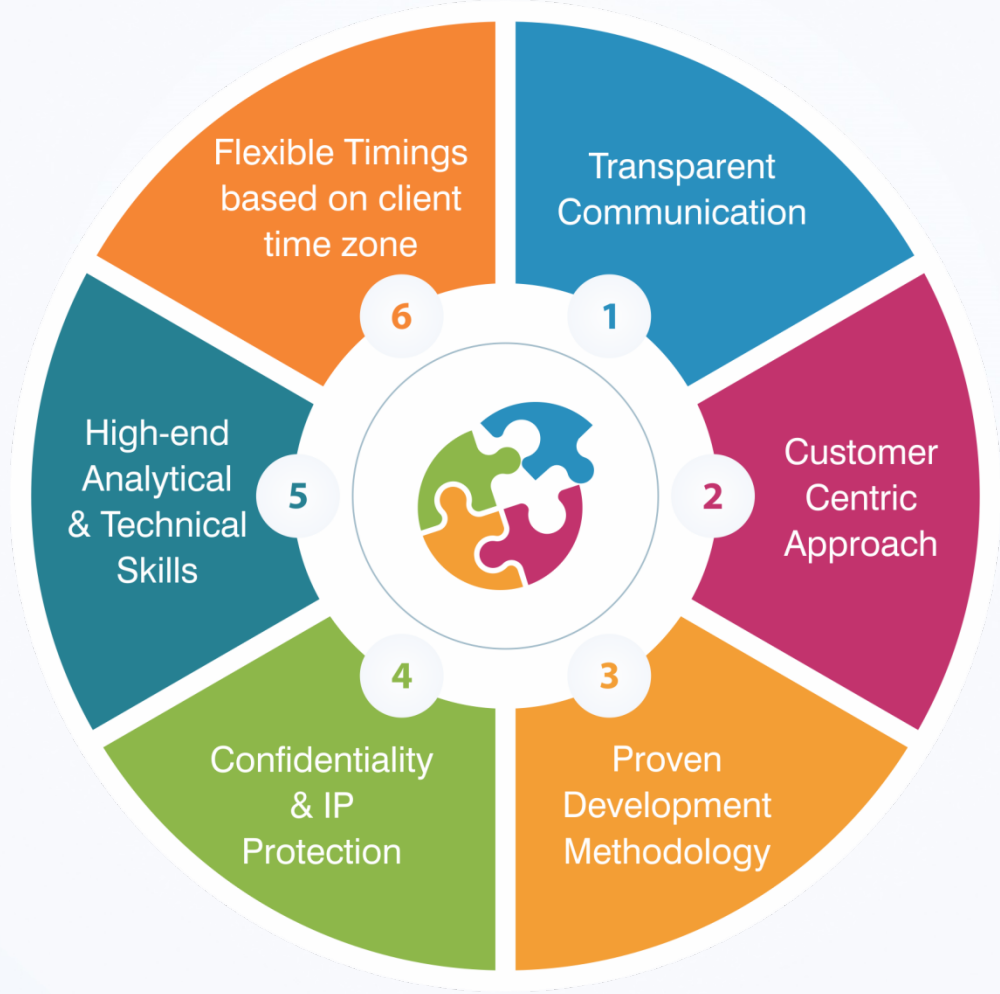 1
Transparent
Communication
2
Customer
Centric
Approach
3
Proven
Development
Methodology
4
Confidentiality
& IP
Protection
5
High-end
Analytical
& Technical
Skills
6
Flexible Timings
based on client
time zone